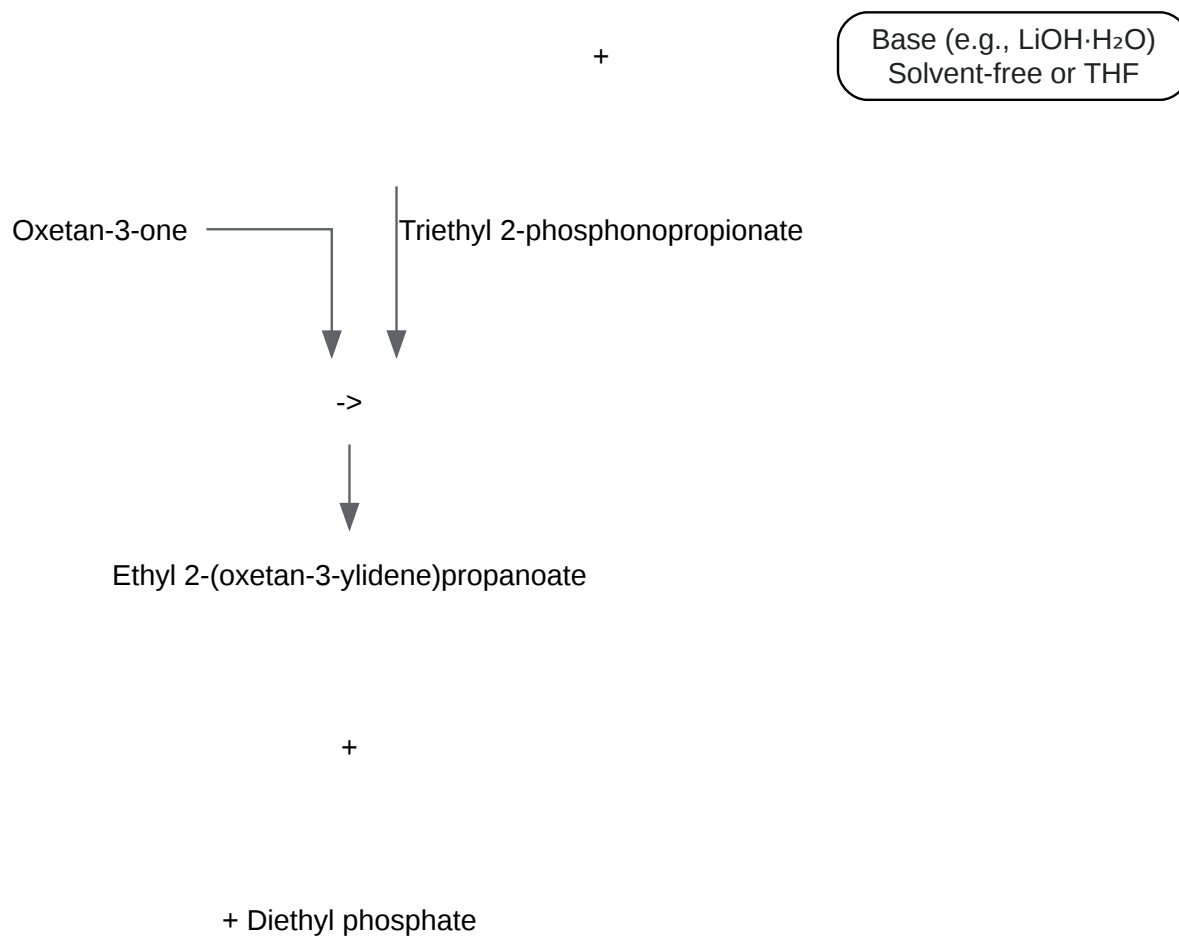 +
Base (e.g., LiOH·H₂O)
Solvent-free or THF
Oxetan-3-one
Triethyl 2-phosphonopropionate
->
Ethyl 2-(oxetan-3-ylidene)propanoate
+
+ Diethyl phosphate